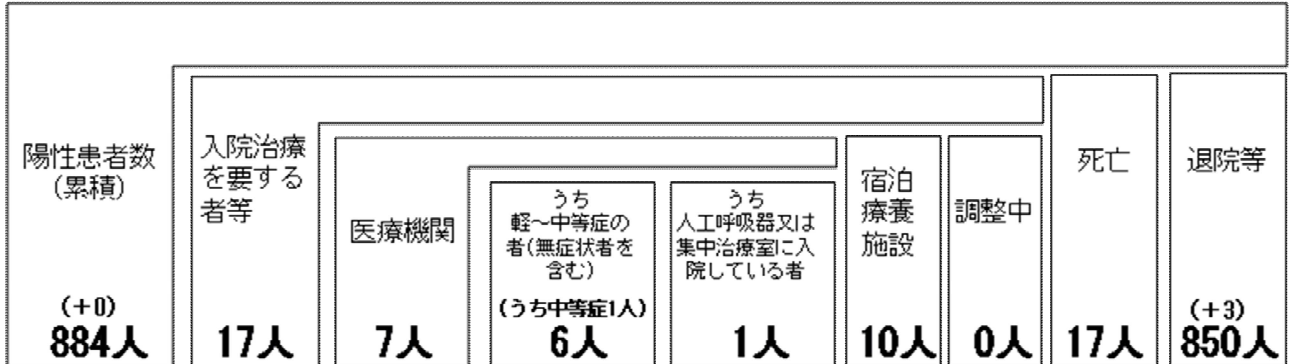 陽性患者数
(累積)
(+0)
884人
入院治療
を要する
者等
17人
医療機関
7人
うち
軽～中等症の
者(無症状者を
含む)
(うち中等症1人)
6人
うち
人工呼吸器又は
集中治療室に入
院している者
1人
宿泊
療養
施設
10人
調整中
0人
死亡
17人
退院等
(+3)
850人